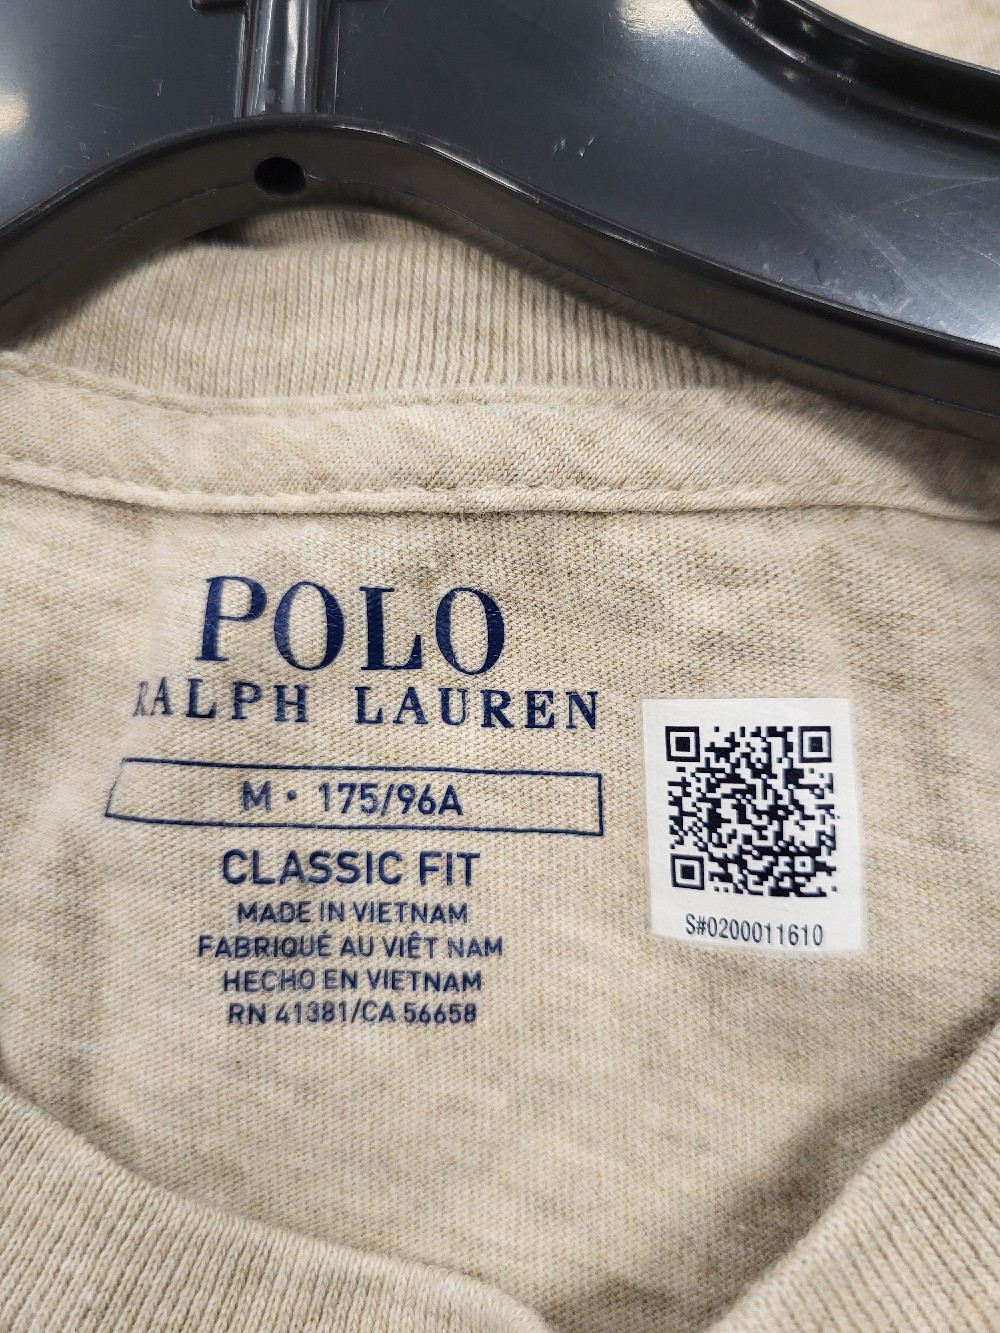 POLO
RALPH LAUREN
M • 175/96A
CLASSIC FIT
MADE IN VIETNAM
FABRIQUÉ AU VIÊT NAM
HECHO EN VIETNAM
RN 41381/CA 56658
S#0200011610